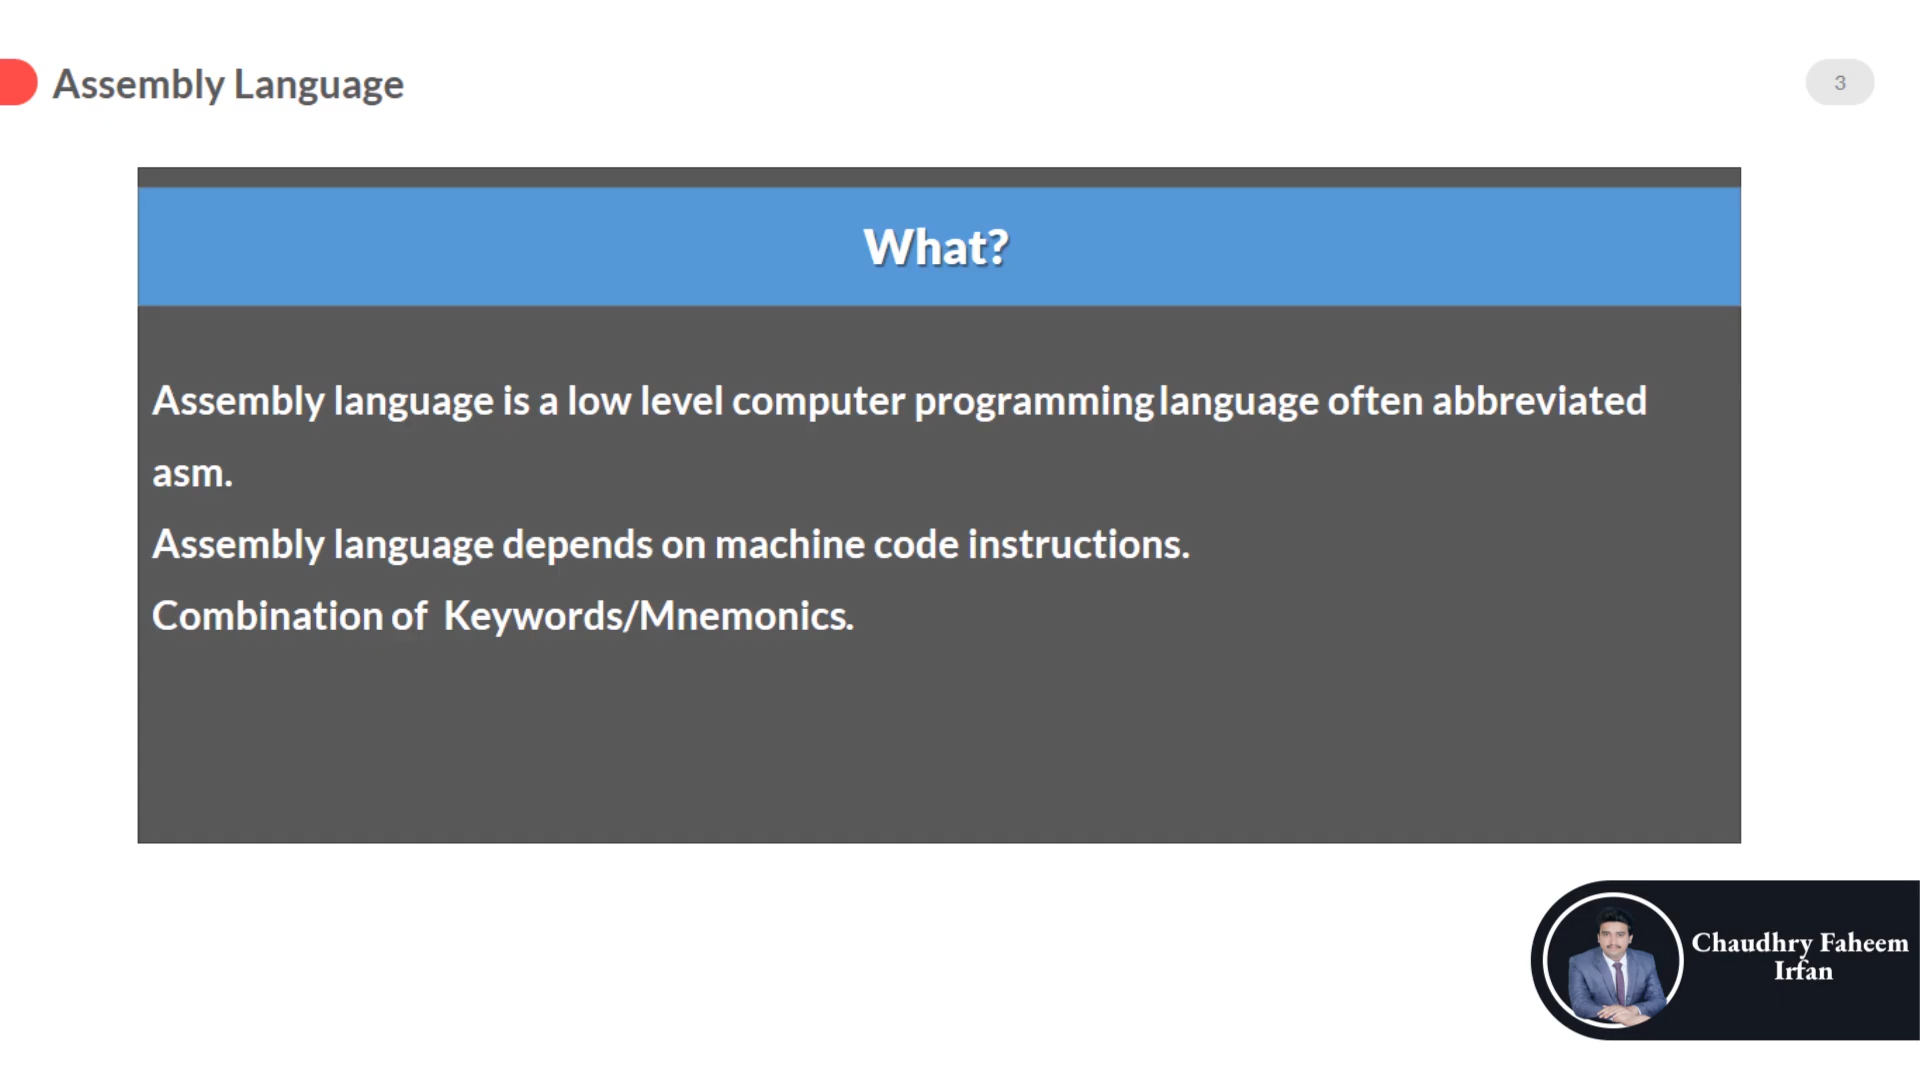 Assembly Language
3
What?
Assembly language is a low level computer programming language often abbreviated
asm.
Assembly language depends on machine code instructions.
Combination of Keywords/Mnemonics.
Chaudhry Faheem
Irfan